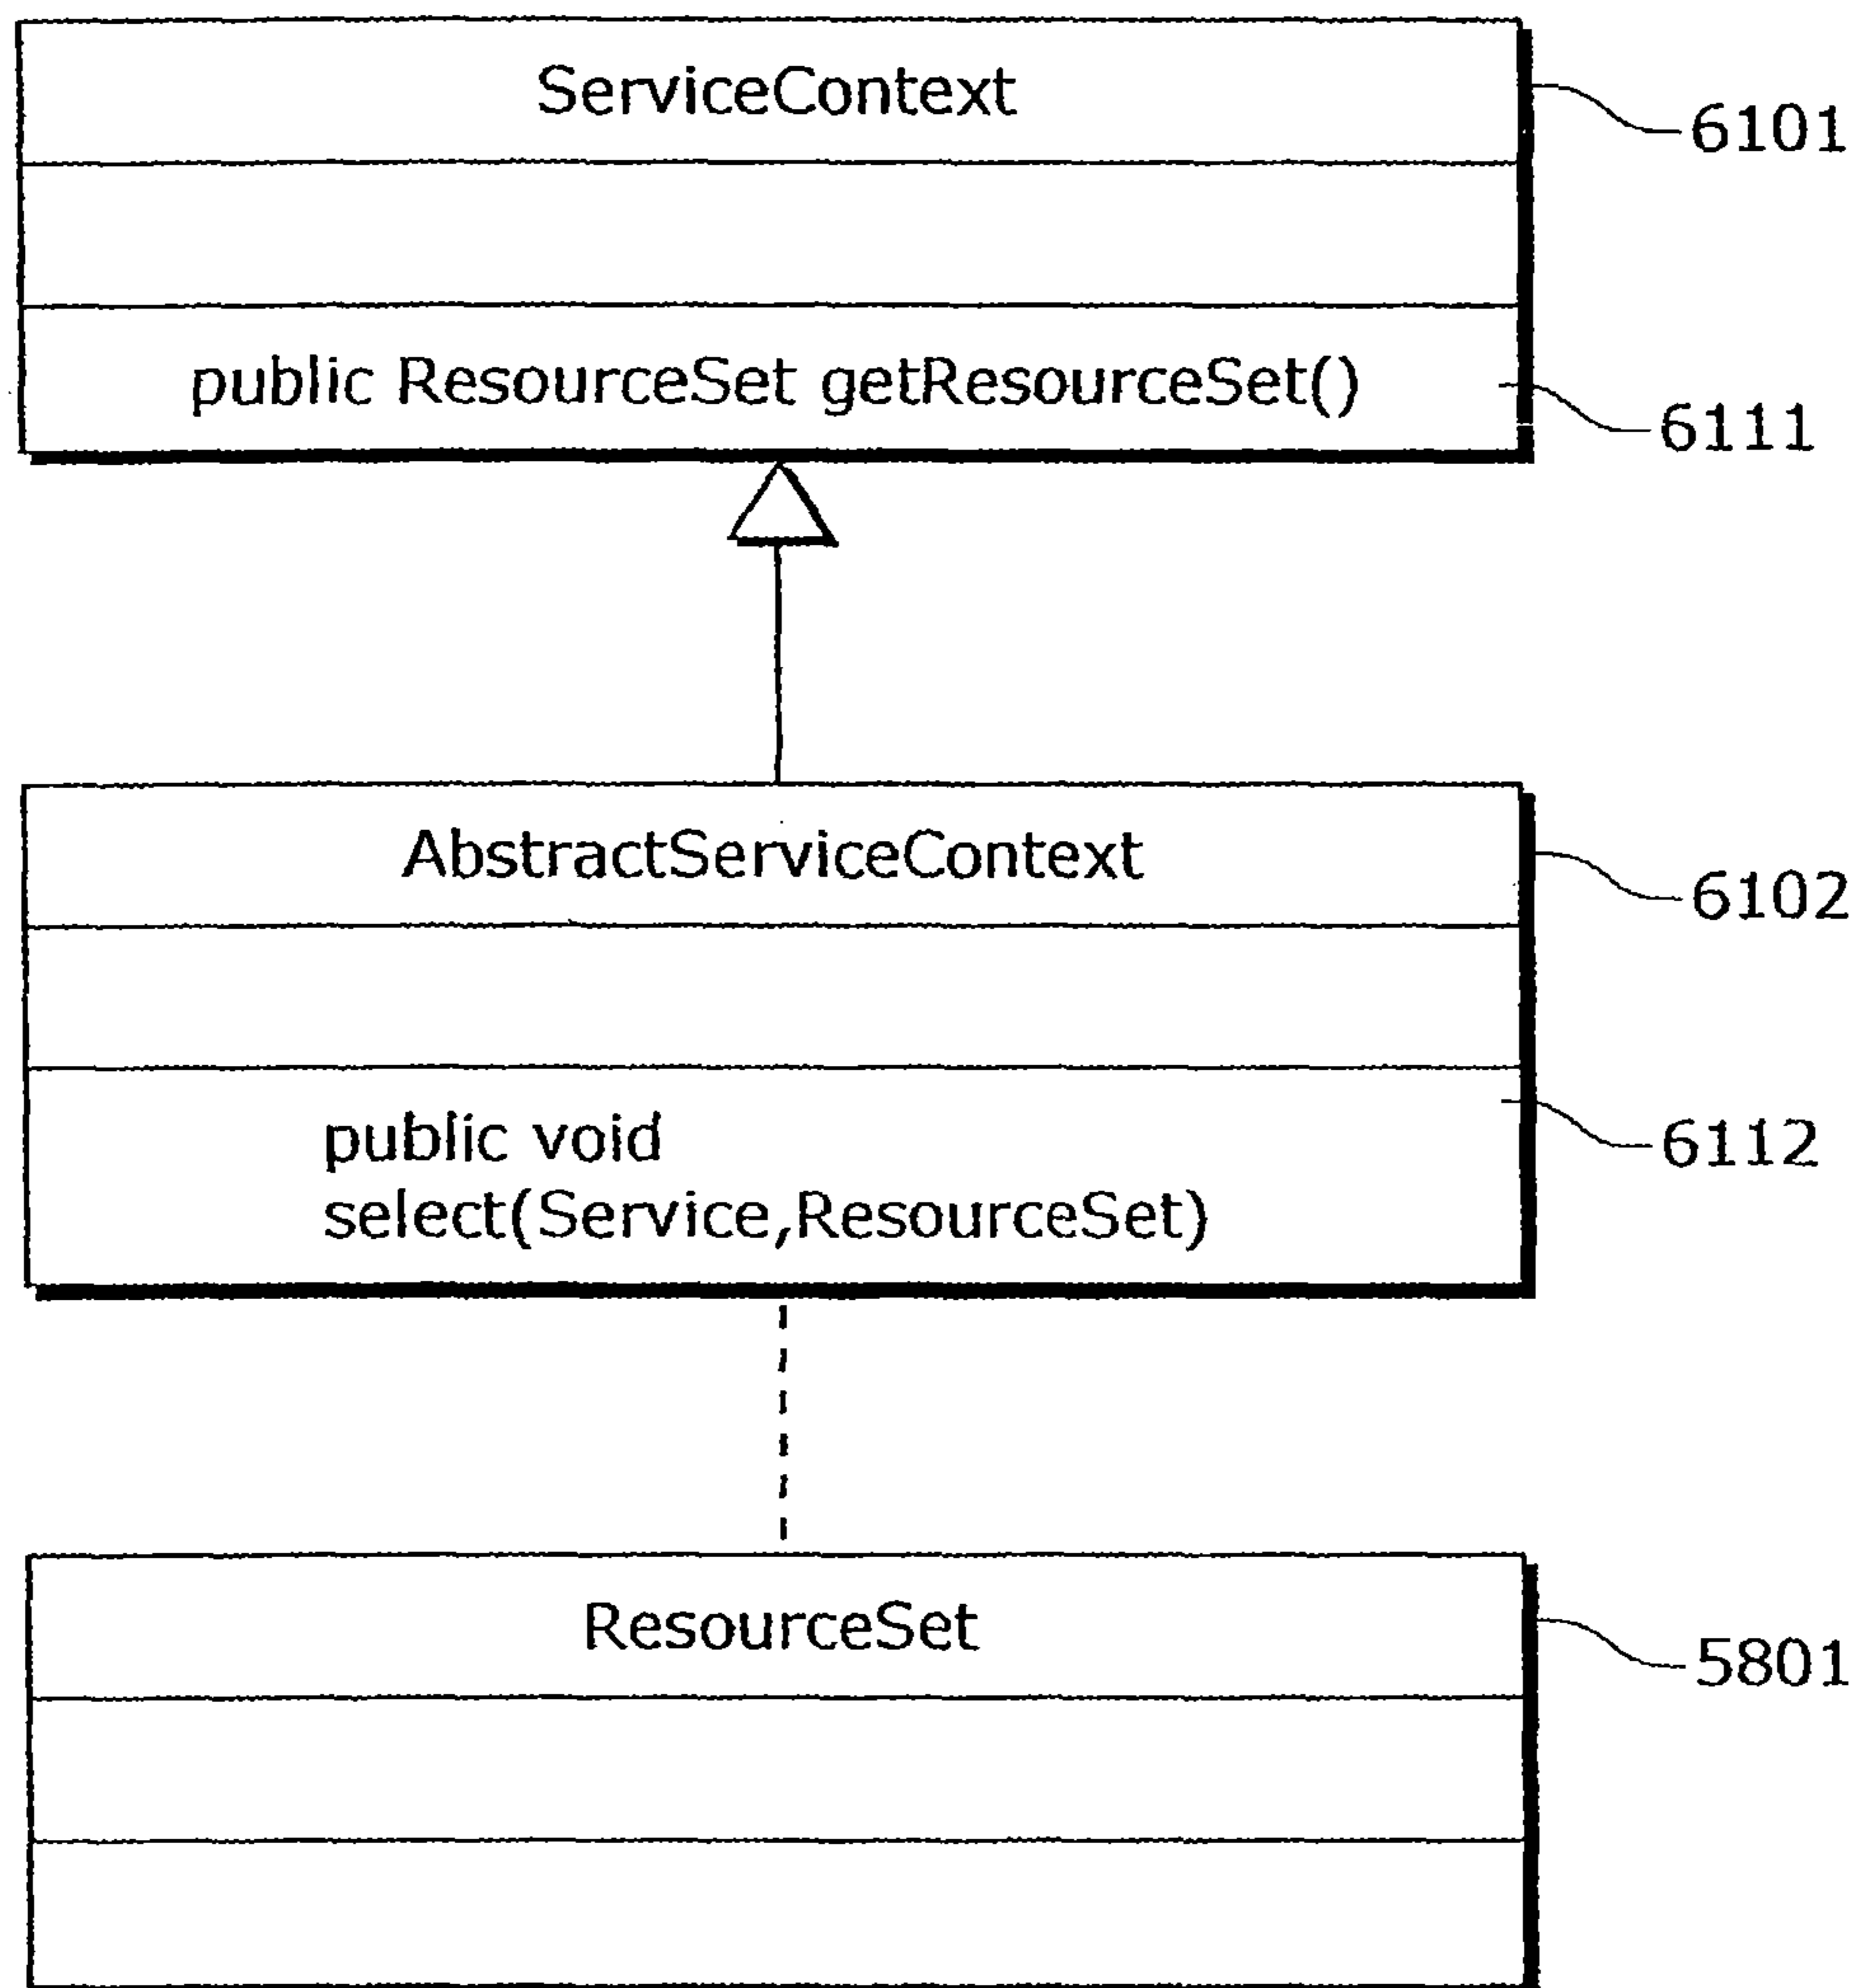 ServiceContext
6101
public ResourceSet getResourceSet()
6111
AbstractServiceContext
6102
public void
select(Service,ResourceSet)
6112
ResourceSet
5801